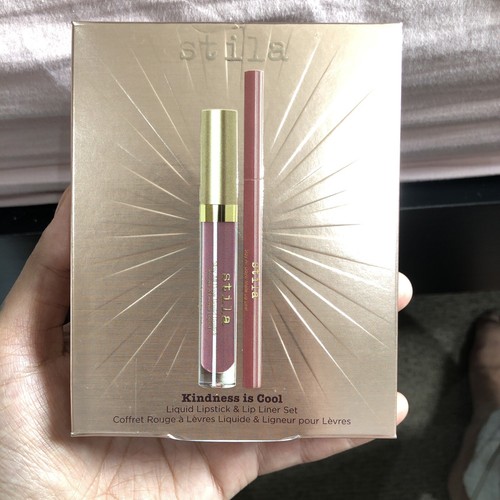 stila
stila
stila
Kindness is Cool
Liquid Lipstick & Lip Liner Set
Coffret Rouge à Lèvres Liquide & Ligneur pour Lèvres